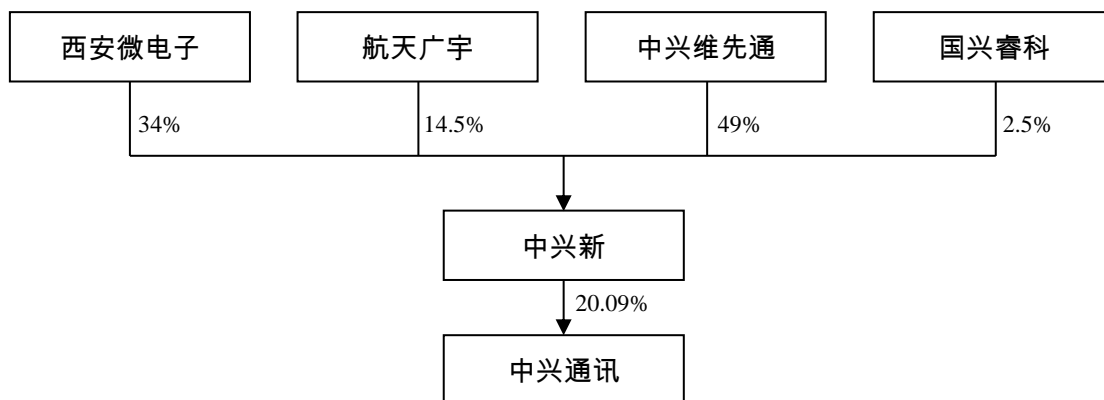 西安微电子
航天广宇
中兴维先通
国兴睿科
34%
14.5%
49%
2.5%
中兴新
20.09%
中兴通讯